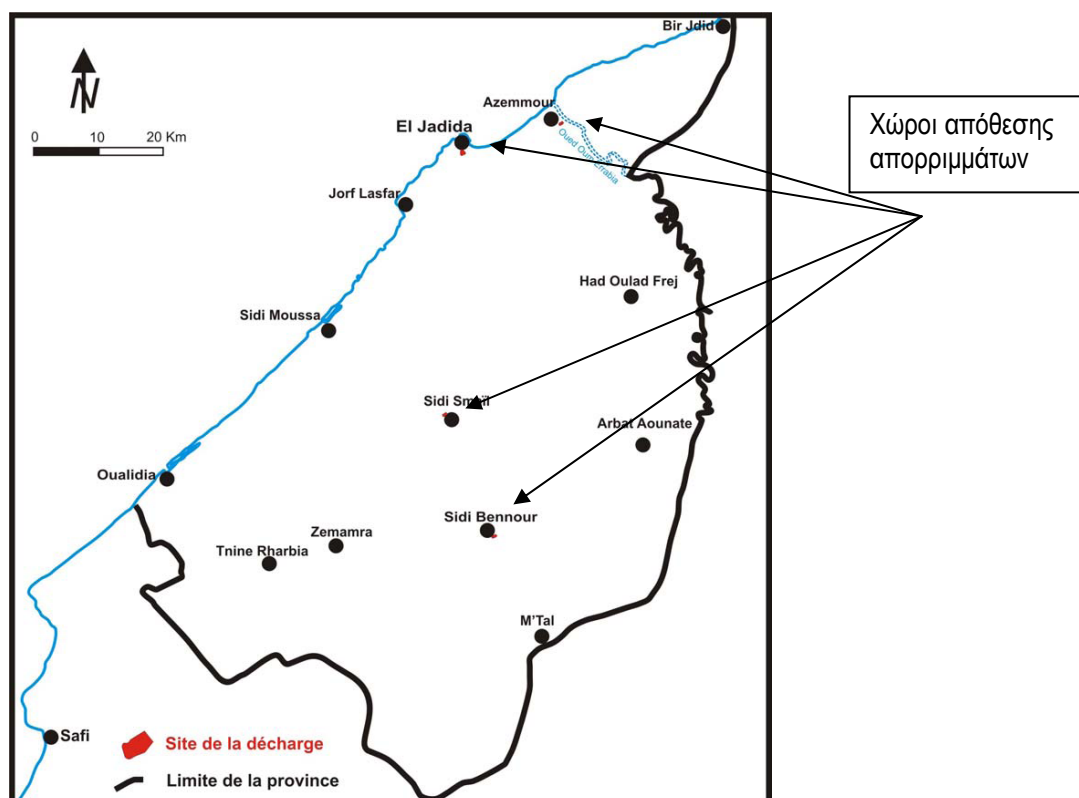 Bir Jdid
N
Azemmour
0 10 20 Km
El Jadida
Oued Oum Errabia
Χώροι απόθεσης
απορριμμάτων
Jorf Lasfar
Had Oulad Frej
Sidi Moussa
Sidi Smaïl
Arbat Aounate
Oualidia
Sidi Bennour
Zemamra
Tnine Rharbia
M'Tal
Safi
Site de la décharge
Limite de la province